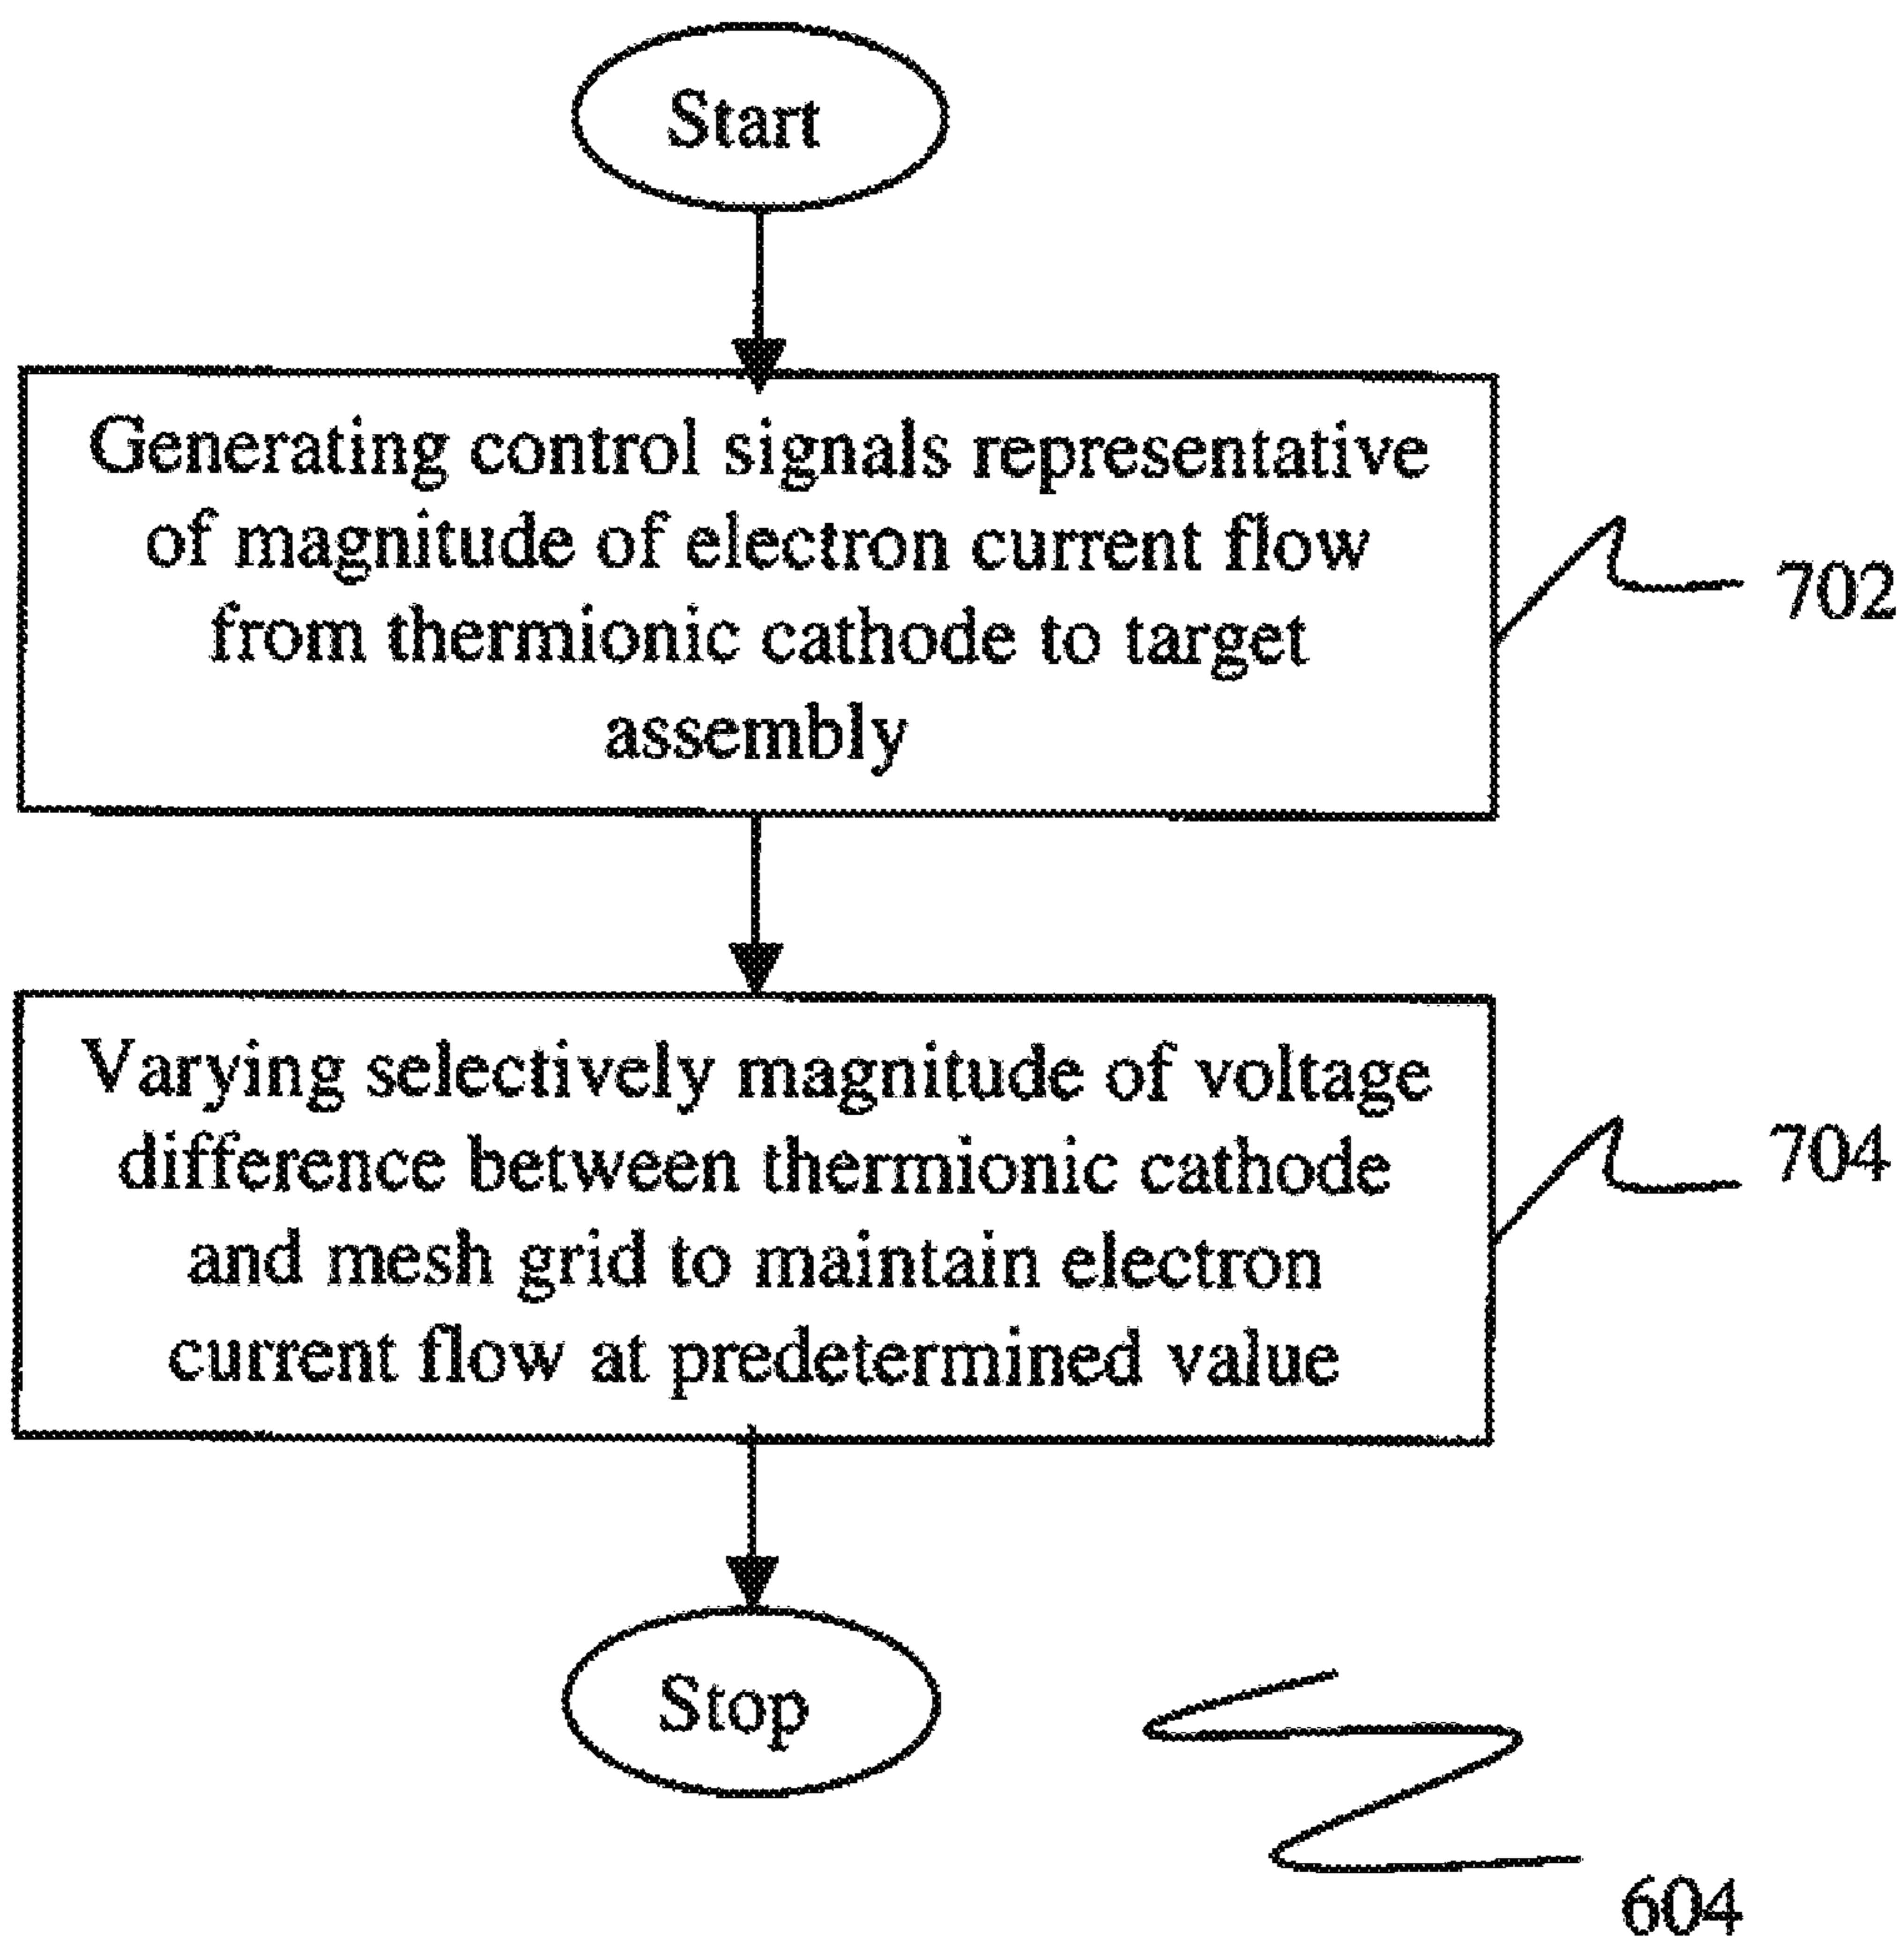 Start
Generating control signals representative
of magnitude of electron current flow
from thermionic cathode to target
assembly
702
Varying selectively magnitude of voltage
difference between thermionic cathode
and mesh grid to maintain electron
current flow at predetermined value
704
Stop
604